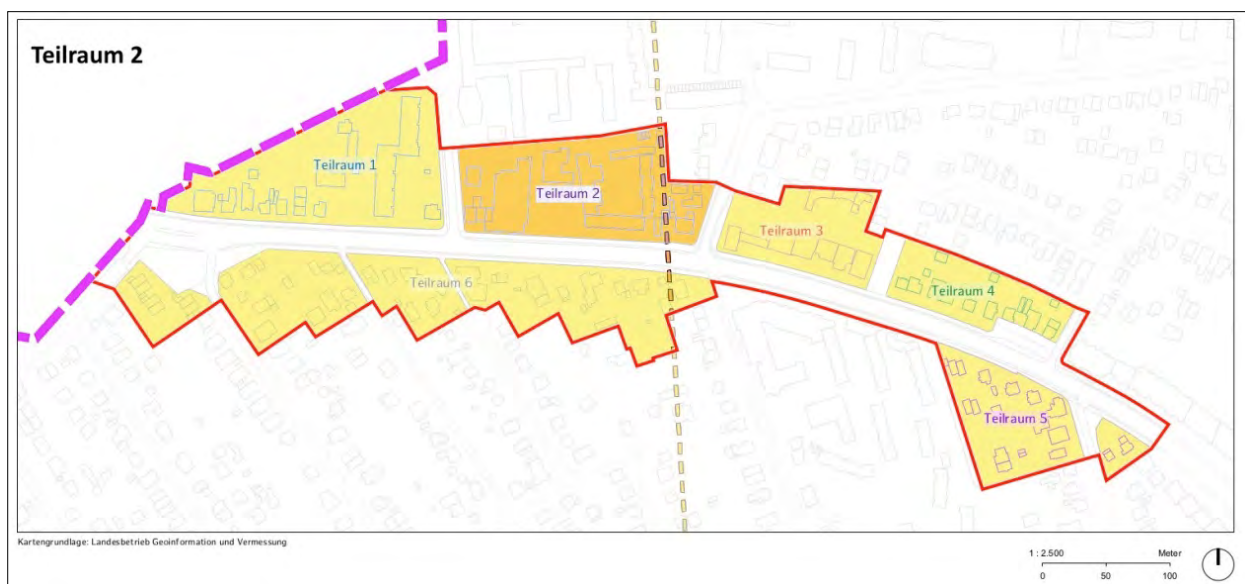 Teilraum 2
Teilraum 1
Teilraum 2
Teilraum 3
Teilraum 6
Teilraum 4
Teilraum 5
Kartengrundlage: Landesbetrieb Geoinformation und Vermessung
1 : 2.500 Meter
0 50 100